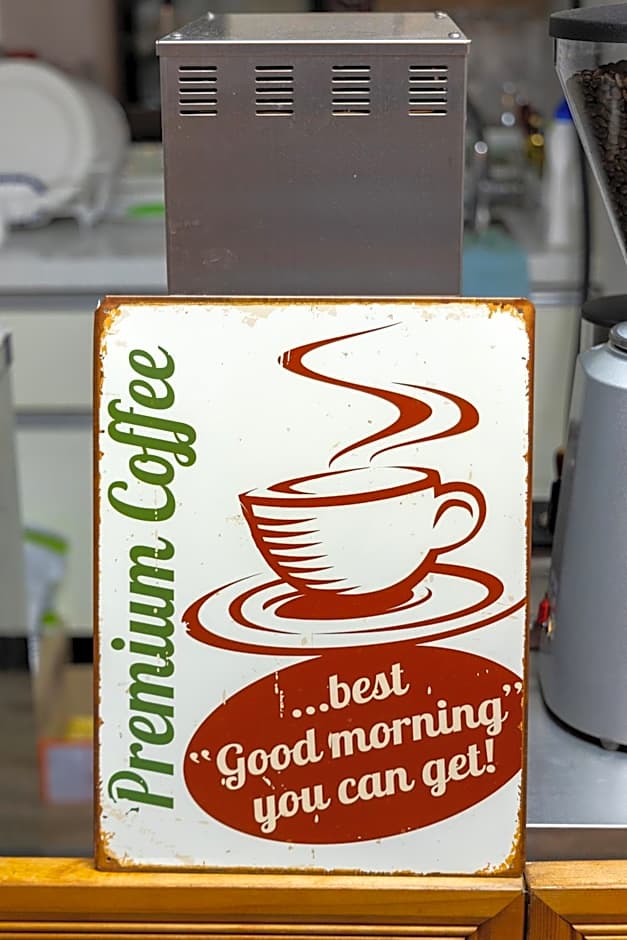 Premium Coffee
...best
“Good morning”
you can get!